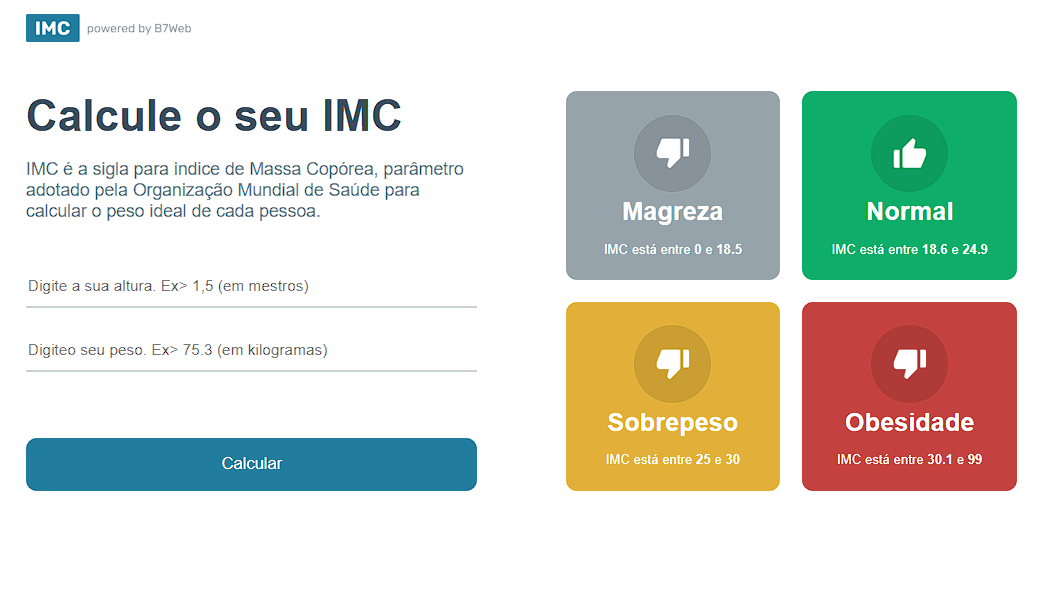 IMC powered by B7Web
Calcule o seu IMC
IMC é a sigla para indice de Massa Copórea, parâmetro
adotado pela Organização Mundial de Saúde para
calcular o peso ideal de cada pessoa.
Digite a sua altura. Ex> 1,5 (em mestros)
Digiteo seu peso. Ex> 75.3 (em kilogramas)
Calcular
Magreza
IMC está entre 0 e 18.5
Normal
IMC está entre 18.6 e 24.9
Sobrepeso
IMC está entre 25 e 30
Obesidade
IMC está entre 30.1 e 99